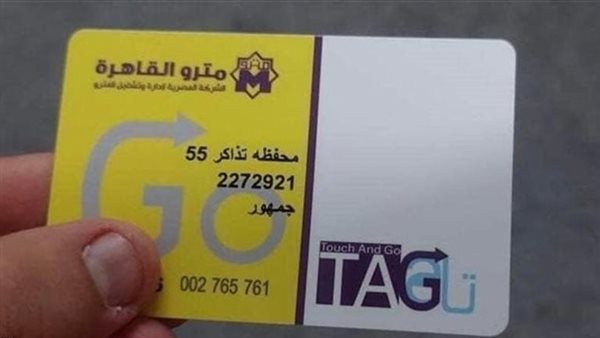 مترو القاهرة
الشركة المصرية لإدارة وتشغيل المترو
Go
محفظه تذاكر 55
2272921
جمهور
002 765 761
Touch And Go
TAG تاج